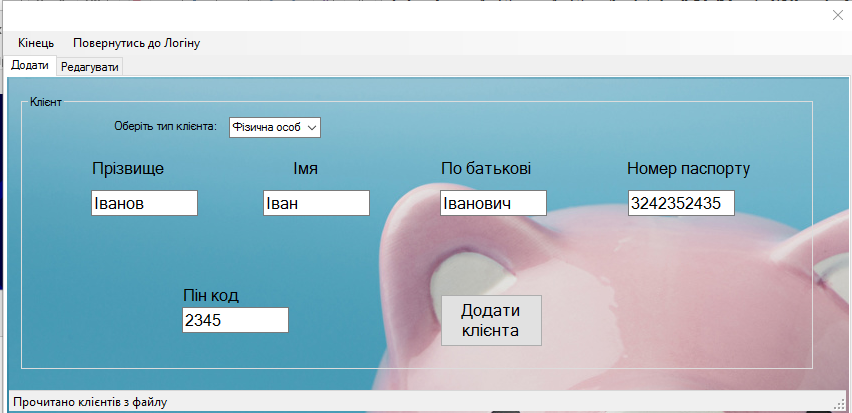 Кінець Повернутись до Логіну
Додати Редагувати
Клієнт
Оберіть тип клієнта: Фізична особ
Прізвище Імя По батькові Номер паспорту
Іванов Іван Іванович 3242352435
Пін код
2345
Додати
клієнта
Прочитано клієнтів з файлу